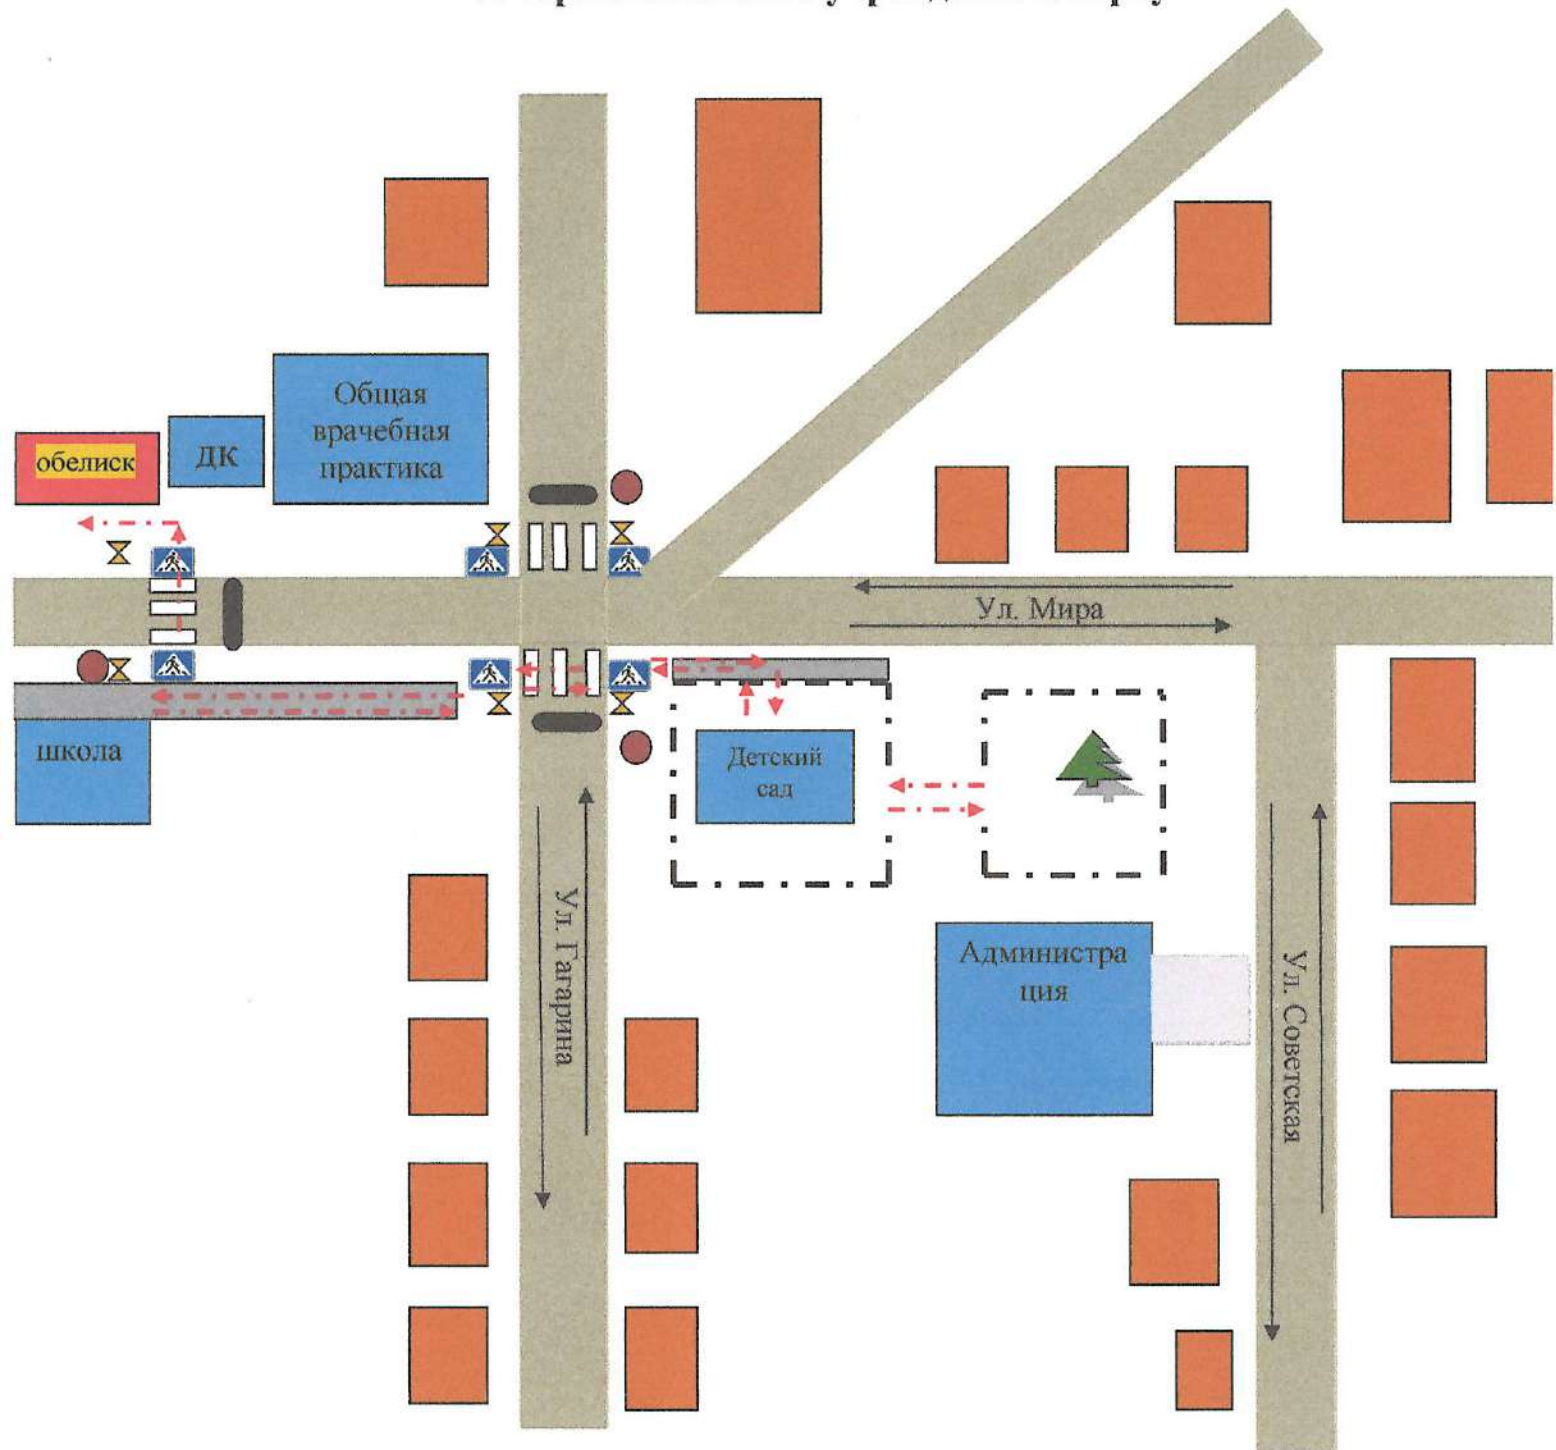 Общая
врачебная
практика
ДК
обелиск
Ул. Мира
школа
Детский
сад
Ул. Гагарина
Администра
ция
Ул. Советская